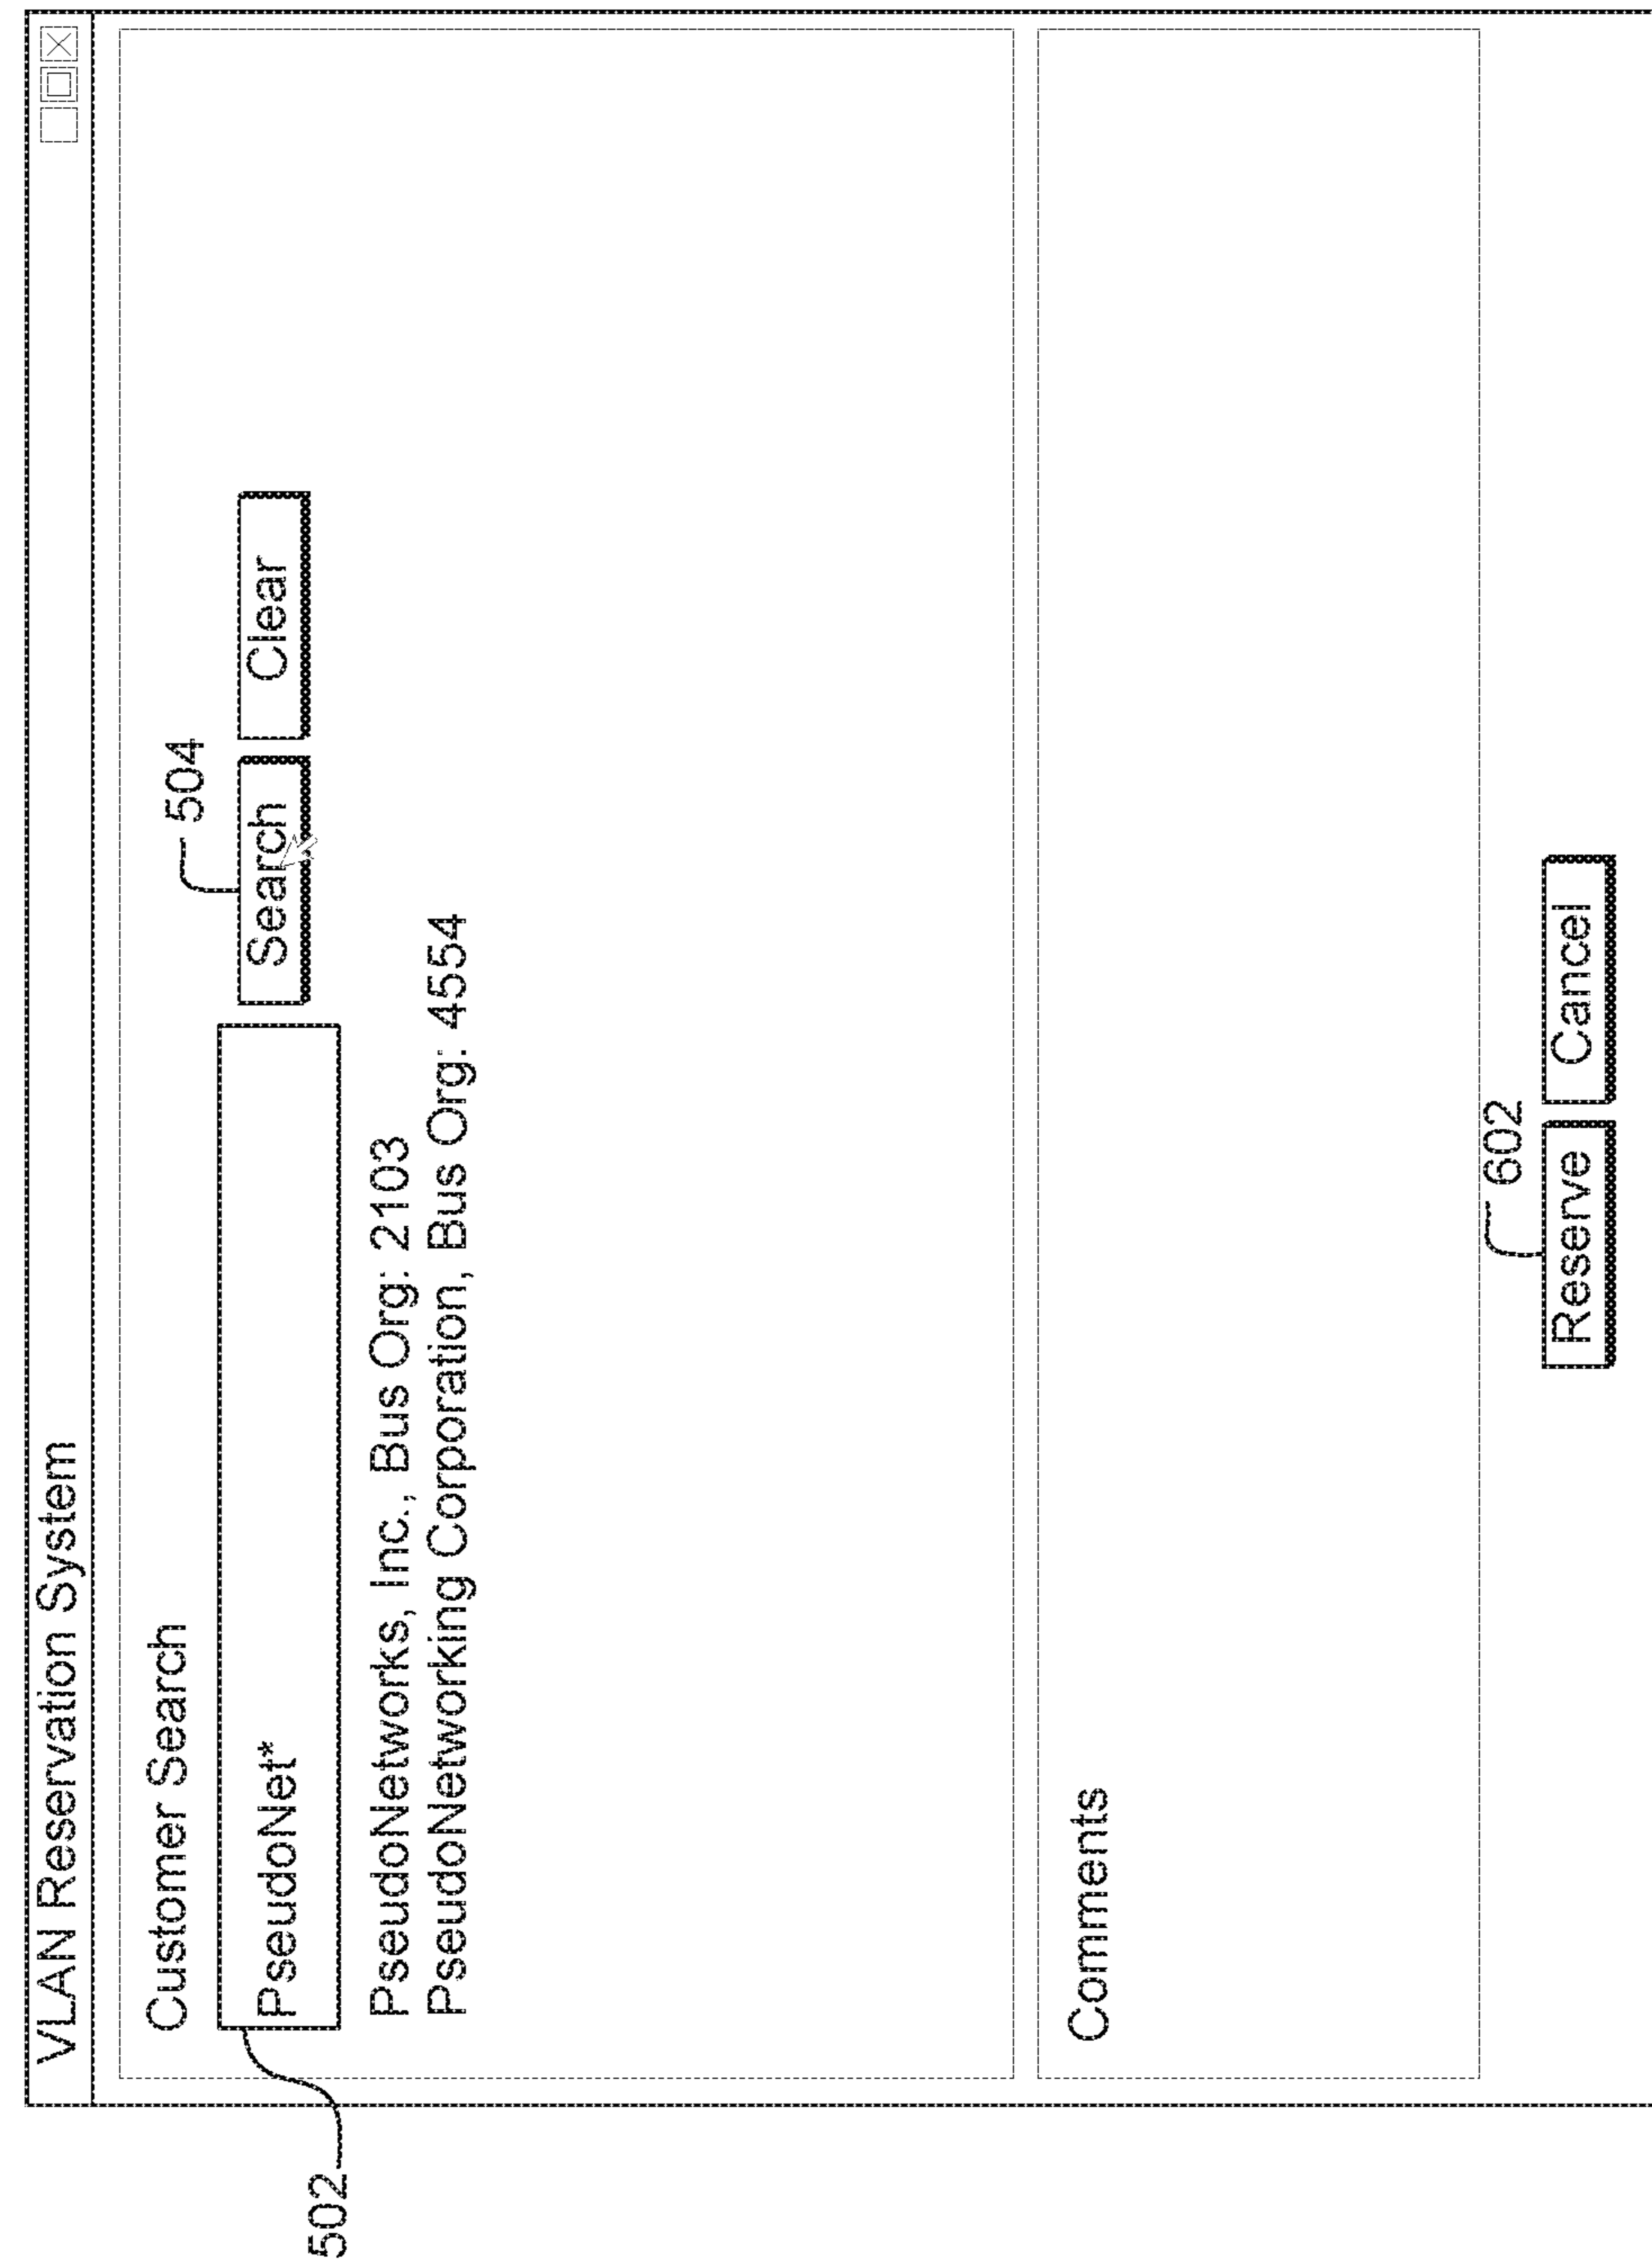 VLAN Reservation System
Customer Search
504
502
PseudoNet*
Search
Clear
PseudoNetworks, Inc., Bus Org: 2103
PseudoNetworking Corporation, Bus Org: 4554
Comments
602
Reserve
Cancel